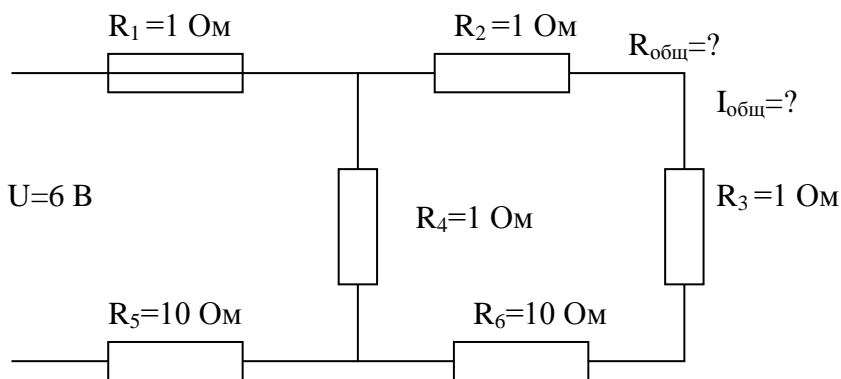 R₁=1 Ом
R₂=1 Ом
Rобщ=?
Iобщ=?
U=6 В
R₄=1 Ом
R₃=1 Ом
R₅=10 Ом
R₆=10 Ом